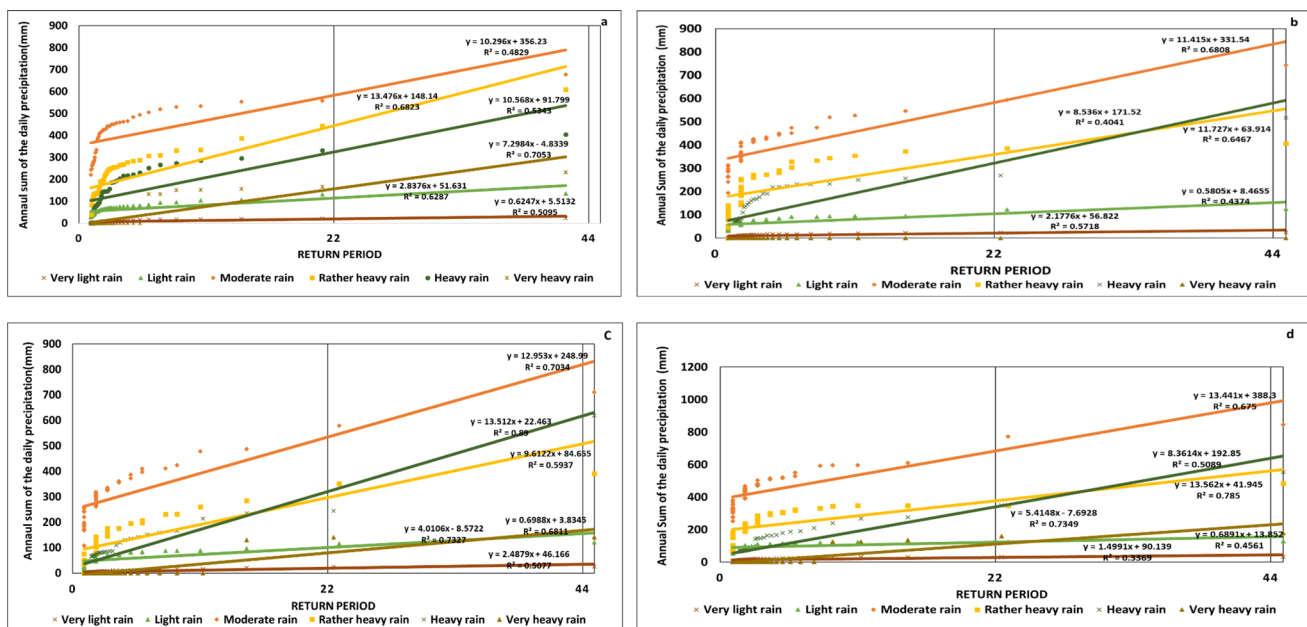 a
Annaul sum of the daily precipitation(mm)
900
800
700
600
500
400
300
200
100
0
y = 10.296x + 356.23
R² = 0.4829
y = 13.476x + 148.14
R² = 0.6823
y = 10.568x + 91.799
R² = 0.5343
y = 7.2984x - 4.8339
R² = 0.7053
y = 2.8376x + 51.631
R² = 0.6287
y = 0.6247x + 5.5132
R² = 0.5095
0 22 44
RETURN PERIOD
Very light rain Light rain Moderate rain Rather heavy rain Heavy rain Very heavy rain
b
Annual sum of the daily precipitation (mm)
900
800
700
600
500
400
300
200
100
0
y = 11.415x + 331.54
R² = 0.6808
y = 8.536x + 171.52
R² = 0.4041
y = 11.727x + 63.914
R² = 0.6467
y = 0.5805x + 8.4655
R² = 0.4374
y = 2.1776x + 56.822
R² = 0.5718
0 22 44
RETURN PERIOD
Very light rain Light rain Moderate rain Rather heavy rain Heavy rain Very heavy rain
C
Annaul sum of the daily precipitation(mm)
900
800
700
600
500
400
300
200
100
0
y = 12.953x + 248.99
R² = 0.7034
y = 13.512x + 22.463
R² = 0.89
y = 9.6122x + 84.655
R² = 0.5937
y = 4.0106x - 8.5722
R² = 0.7327
y = 0.6988x + 3.8345
R² = 0.6811
y = 2.4879x + 46.166
R² = 0.5077
0 22 44
RETURN PERIOD
Very light rain Light rain Moderate rain Rather heavy rain Heavy rain Very heavy rain
d
Annual sum of the daily precipitation (mm)
1200
1000
800
600
400
200
0
y = 13.441x + 388.3
R² = 0.675
y = 8.3614x + 192.85
R² = 0.5089
y = 13.562x + 41.945
R² = 0.785
y = 5.4148x - 7.6928
R² = 0.7349
y = 0.6891x + 13.852
R² = 0.4561
y = 1.4991x + 90.139
R² = 0.3369
0 22 44
RETURN PERIOD
Very light rain Light rain Moderate rain Rather heavy rain Heavy rain Very heavy rain